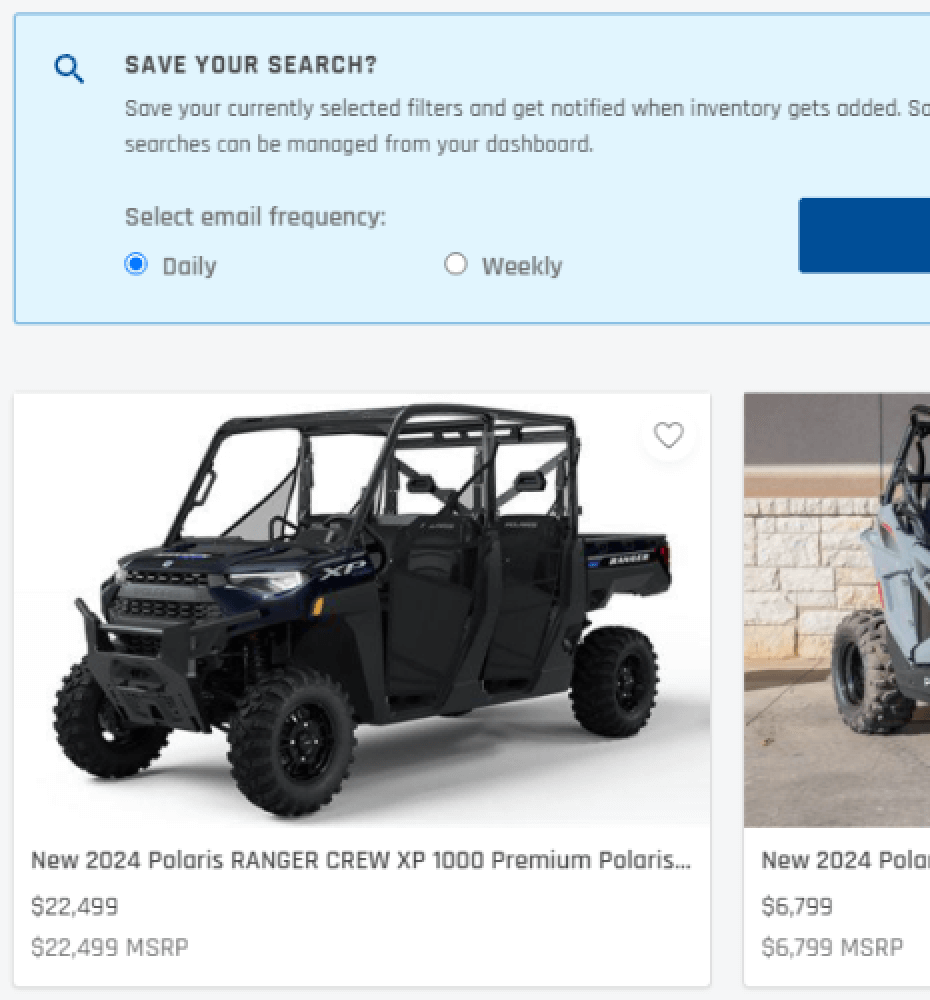 SAVE YOUR SEARCH?
Save your currently selected filters and get notified when inventory gets added. Sa
searches can be managed from your dashboard.
Select email frequency:
Daily
Weekly
XP
RANGER
POLARIS
New 2024 Polaris RANGER CREW XP 1000 Premium Polaris...
$22,499
$22,499 MSRP
New 2024 Pola
$6,799
$6,799 MSRP